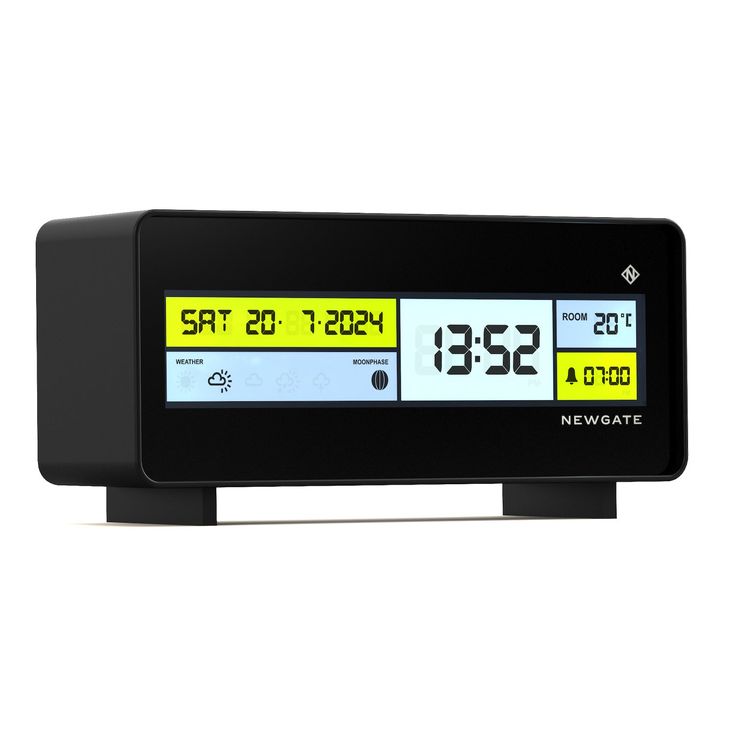 SAT 20. 7.2024
WEATHER MOONPHASE
13:52
ROOM 20°C
07:00
NEWGATE